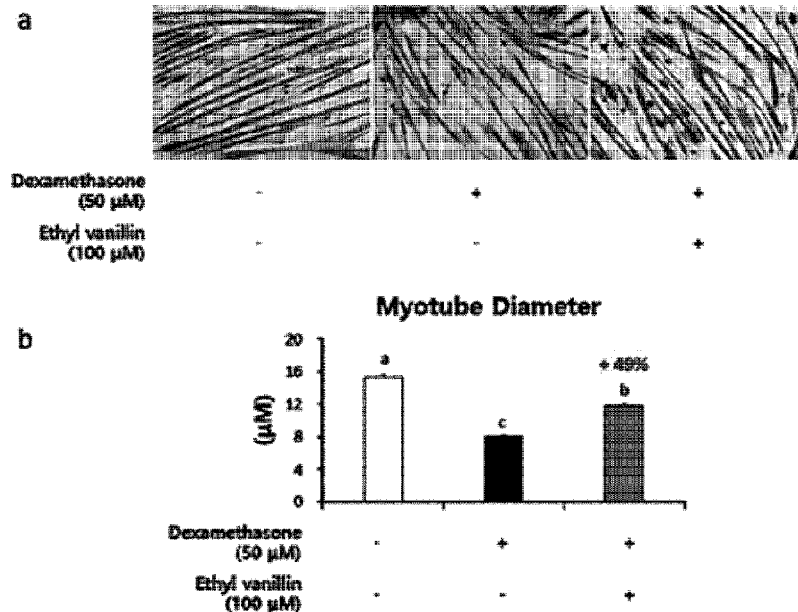 a
Dexamethasone
(50 μM)
- + +
Ethyl vanillin
(100 μM)
- - +
b
Myotube Diameter
(μM)
20
16
12
8
4
0
a
c
+ 49%
b
Dexamethasone
(50 μM)
- + +
Ethyl vanillin
(100 μM)
- - +